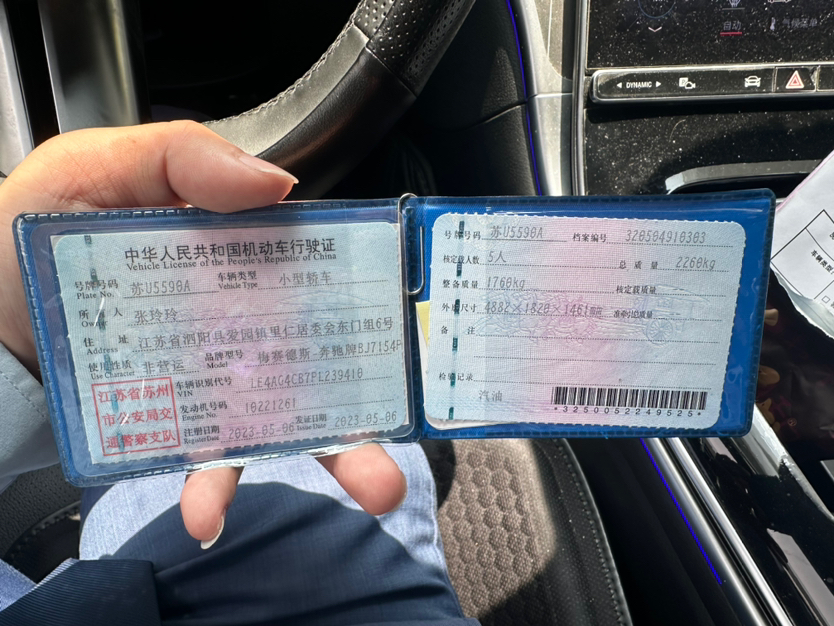 中华人民共和国机动车行驶证
Vehicle License of the People's Republic of China
号牌号码 Plate No. 苏U5590A 车辆类型 Vehicle Type 小型轿车
所有人 Owner 张玲玲
住址 Address 江苏省泗阳县爱园镇里仁居委会东门组6号
使用性质 Use Character 非营运 品牌型号 Model 梅赛德斯-奔驰牌BJ7154
车辆识别代号 VIN LE4AG4CB7PL239410
发动机号码 Engine No. 10221261
注册日期 Register Date 2023-05-06 发证日期 Issue Date 2023-05-06
江苏省苏州
市公安局交
通警察支队
号牌号码 苏U5590A 档案编号 320504910303
核定载人数 5人 总质量 2260kg
整备质量 1760kg 核定载质量
外廓尺寸 4882×1820×1461mm 准牵引总质量
备注
检验记录
汽油
*3250052249525*
自动
DYNAMIC
车辆类型